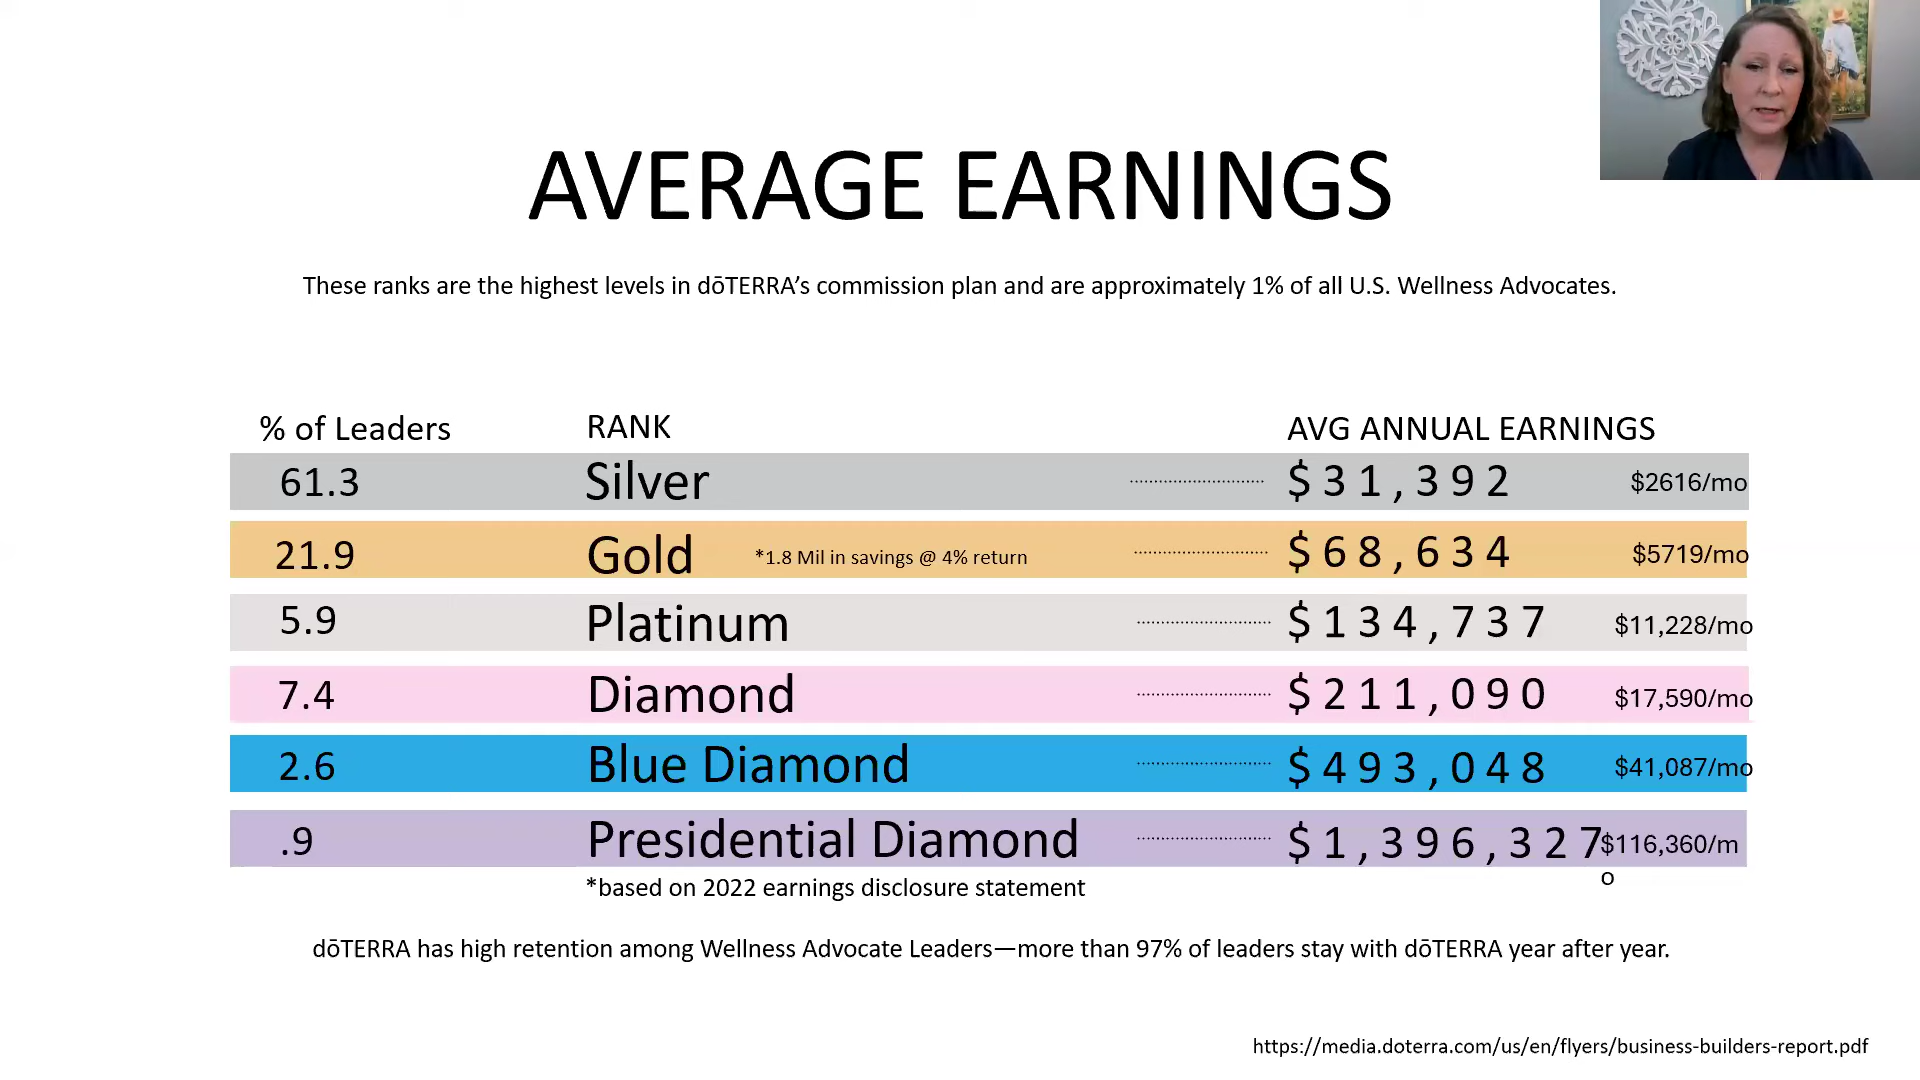 AVERAGE EARNINGS
These ranks are the highest levels in dōTERRA’s commission plan and are approximately 1% of all U.S. Wellness Advocates.
% of Leaders RANK AVG ANNUAL EARNINGS
61.3 Silver $31,392 $2616/mo
21.9 Gold *1.8 Mil in savings @ 4% return $68,634 $5719/mo
5.9 Platinum $134,737 $11,228/mo
7.4 Diamond $211,090 $17,590/mo
2.6 Blue Diamond $493,048 $41,087/mo
.9 Presidential Diamond $1,396,327 $116,360/m
o
*based on 2022 earnings disclosure statement
dōTERRA has high retention among Wellness Advocate Leaders—more than 97% of leaders stay with dōTERRA year after year.
https://media.doterra.com/us/en/flyers/business-builders-report.pdf